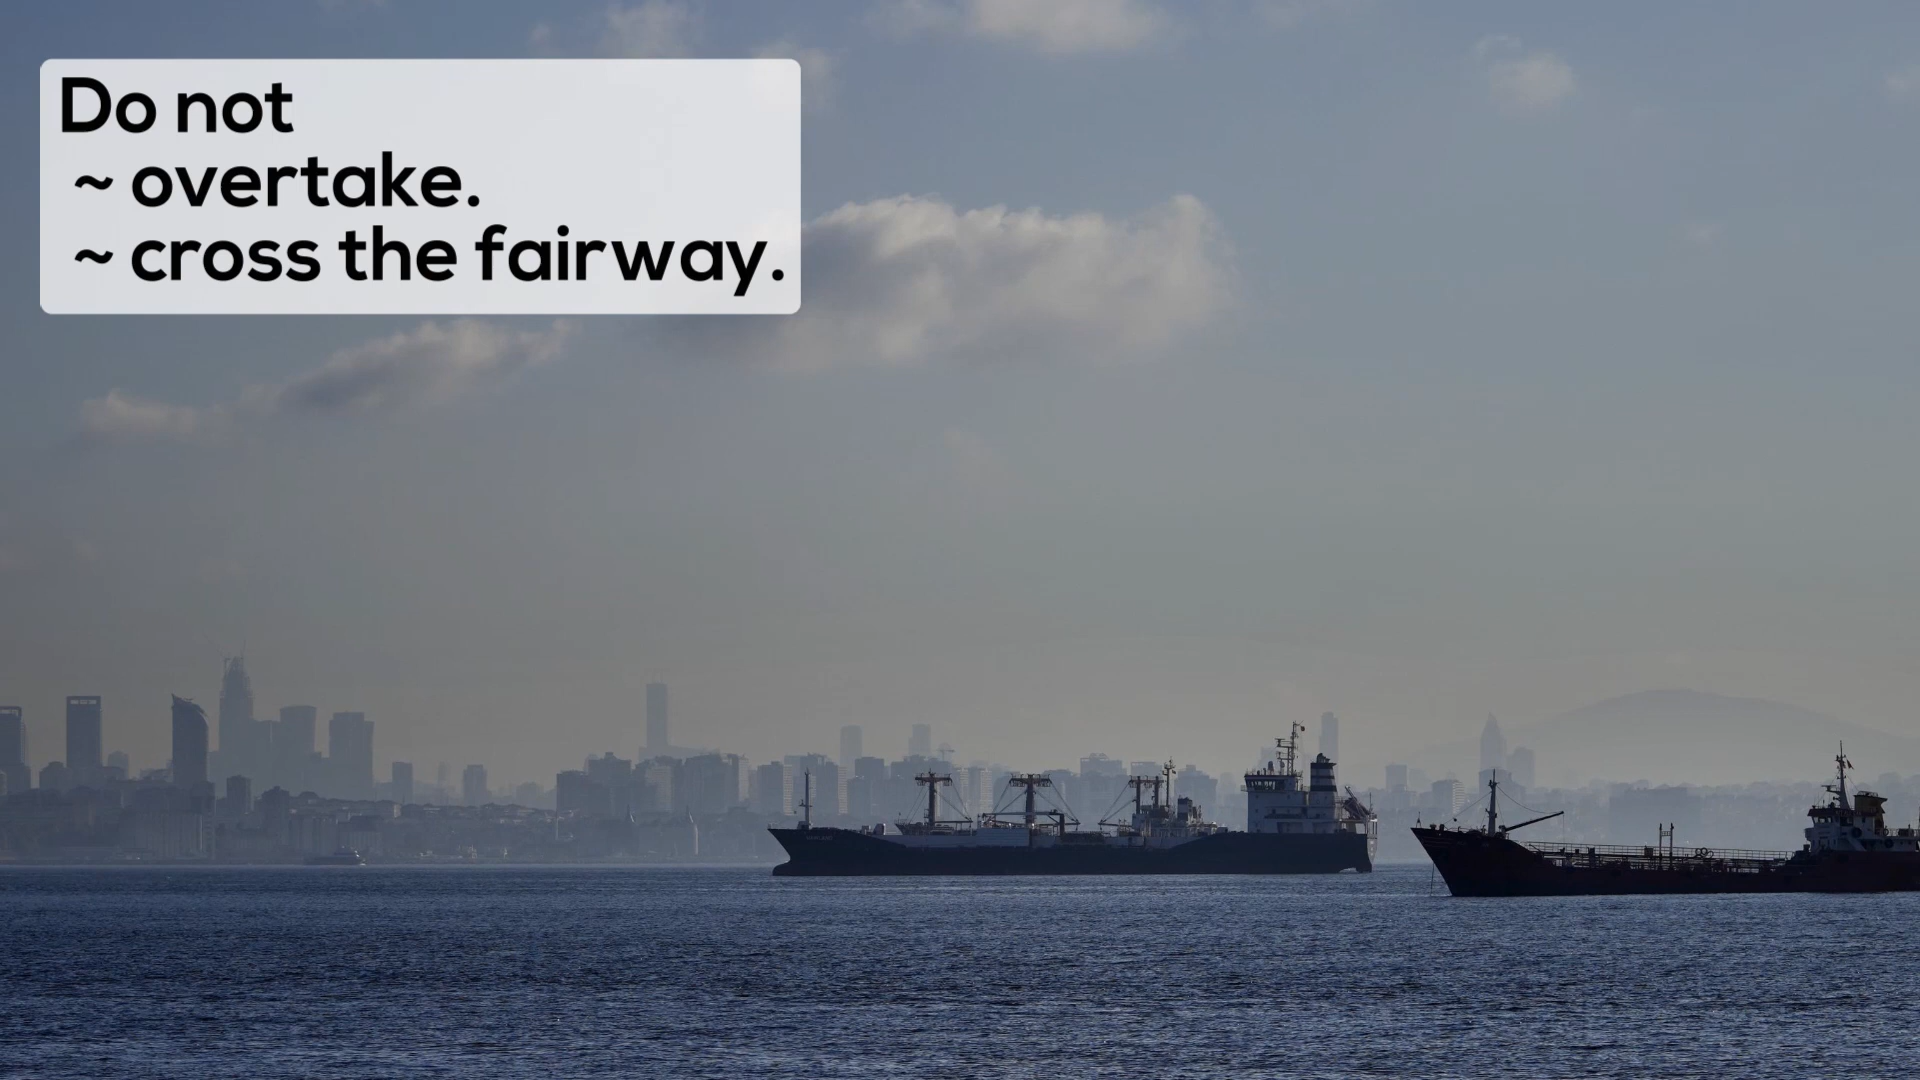 Do not
~ overtake.
~ cross the fairway.